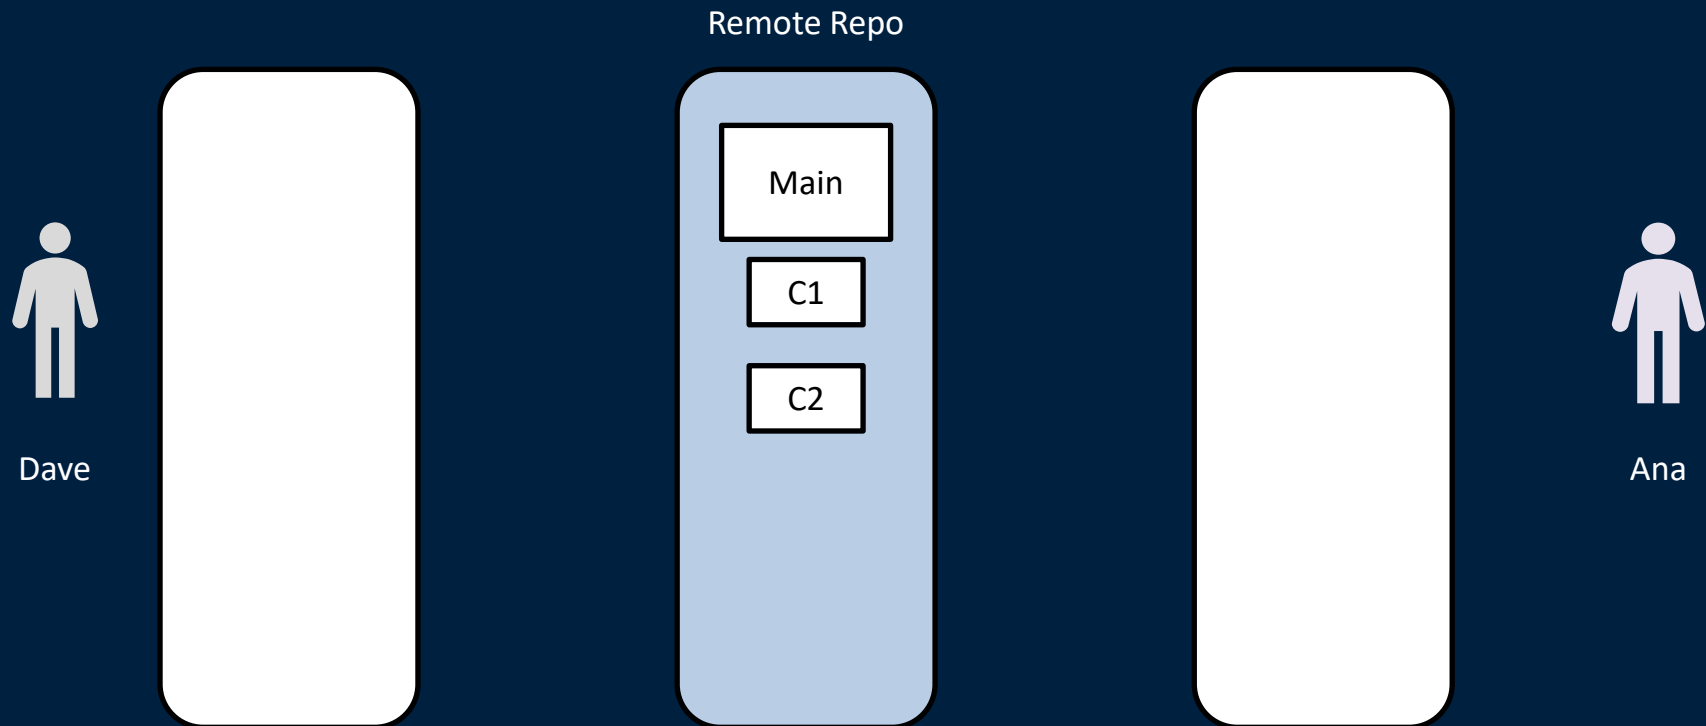 Remote Repo
Main
C1
C2
Dave
Ana